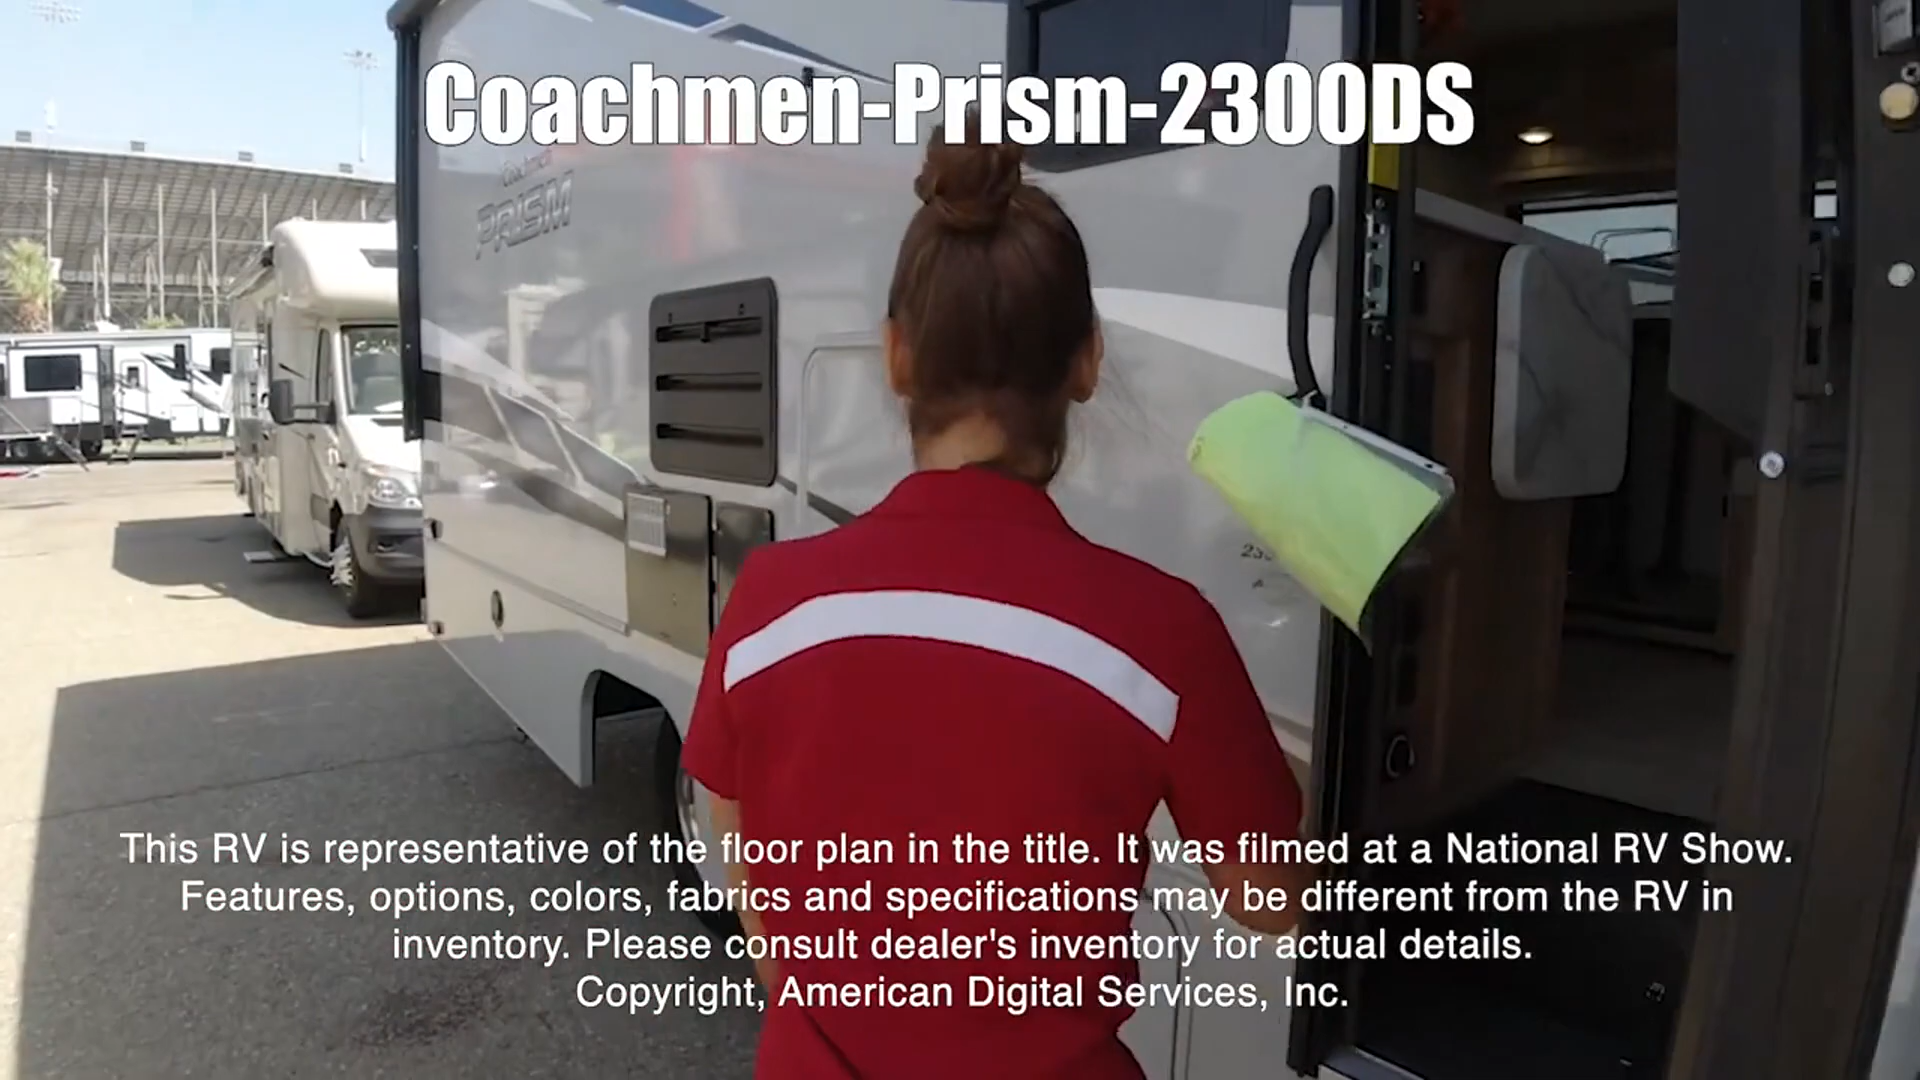 Coachmen-Prism-2300DS
Coachmen
PRISM
This RV is representative of the floor plan in the title. It was filmed at a National RV Show.
Features, options, colors, fabrics and specifications may be different from the RV in
inventory. Please consult dealer's inventory for actual details.
Copyright, American Digital Services, Inc.